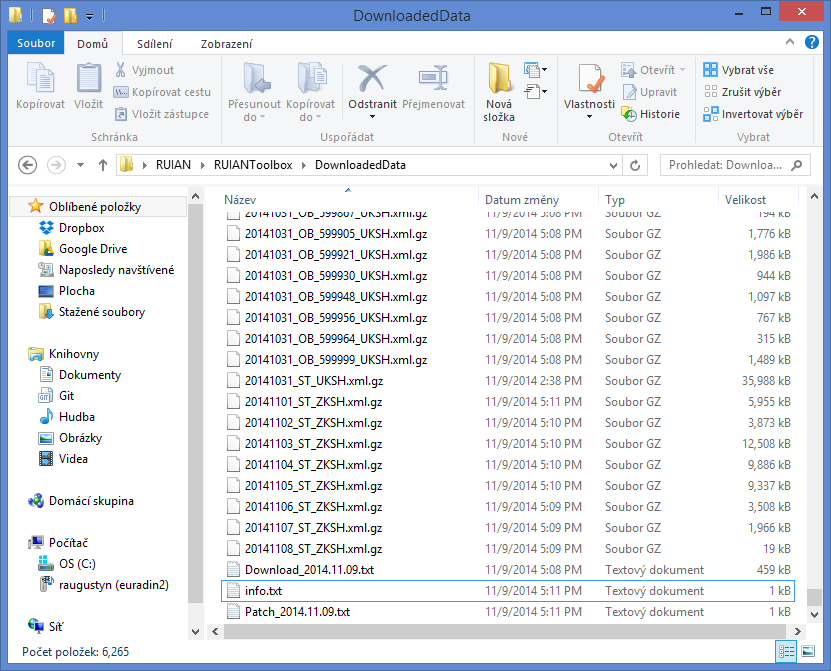 DownloadedData
Soubor Domů Sdílení Zobrazení
Kopírovat
Vložit
Vyjmout
Kopírovat cestu
Vložit zástupce
Schránka
Přesunout do
Kopírovat do
Odstranit
Přejmenovat
Uspořádat
Nová složka
Nové
Vlastnosti
Otevřít
Upravit
Historie
Otevřít
Vybrat vše
Zrušit výběr
Invertovat výběr
Vybrat
RUIAN RUIANToolbox DownloadedData
Prohledat: Downloa...
Oblíbené položky
Dropbox
Google Drive
Naposledy navštívené
Plocha
Stažené soubory
Knihovny
Dokumenty
Git
Hudba
Obrázky
Videa
Domácí skupina
Počítač
OS (C:)
raugustyn (euradin2)
Síť
Název Datum změny Typ Velikost
20141031_OB_599867_UKSH.xml.gz 11/9/2014 5:08 PM Soubor GZ 194 kB
20141031_OB_599905_UKSH.xml.gz 11/9/2014 5:08 PM Soubor GZ 1,776 kB
20141031_OB_599921_UKSH.xml.gz 11/9/2014 5:08 PM Soubor GZ 1,986 kB
20141031_OB_599930_UKSH.xml.gz 11/9/2014 5:08 PM Soubor GZ 944 kB
20141031_OB_599948_UKSH.xml.gz 11/9/2014 5:08 PM Soubor GZ 1,097 kB
20141031_OB_599956_UKSH.xml.gz 11/9/2014 5:08 PM Soubor GZ 767 kB
20141031_OB_599964_UKSH.xml.gz 11/9/2014 5:08 PM Soubor GZ 315 kB
20141031_OB_599999_UKSH.xml.gz 11/9/2014 5:08 PM Soubor GZ 1,489 kB
20141031_ST_UKSH.xml.gz 11/9/2014 2:38 PM Soubor GZ 35,988 kB
20141101_ST_ZKSH.xml.gz 11/9/2014 5:11 PM Soubor GZ 5,955 kB
20141102_ST_ZKSH.xml.gz 11/9/2014 5:10 PM Soubor GZ 3,873 kB
20141103_ST_ZKSH.xml.gz 11/9/2014 5:10 PM Soubor GZ 12,508 kB
20141104_ST_ZKSH.xml.gz 11/9/2014 5:10 PM Soubor GZ 9,886 kB
20141105_ST_ZKSH.xml.gz 11/9/2014 5:10 PM Soubor GZ 9,337 kB
20141106_ST_ZKSH.xml.gz 11/9/2014 5:09 PM Soubor GZ 3,508 kB
20141107_ST_ZKSH.xml.gz 11/9/2014 5:09 PM Soubor GZ 1,966 kB
20141108_ST_ZKSH.xml.gz 11/9/2014 5:09 PM Soubor GZ 19 kB
Download_2014.11.09.txt 11/9/2014 5:08 PM Textový dokument 459 kB
info.txt 11/9/2014 5:11 PM Textový dokument 1 kB
Patch_2014.11.09.txt 11/9/2014 5:11 PM Textový dokument 1 kB
Počet položek: 6,265